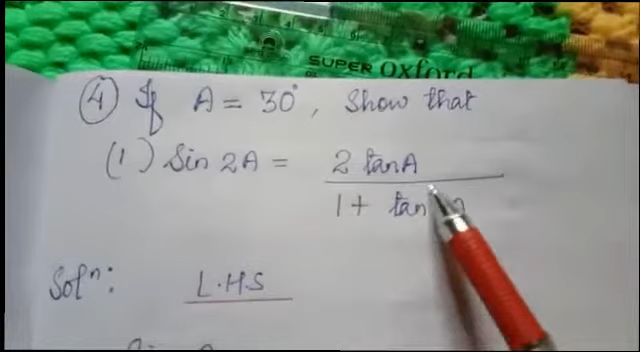 SUPER Oxford
④ If A = 30°, Show that
(1) Sin 2A = 2 tanA
1 + tan
Solⁿ: L.H.S